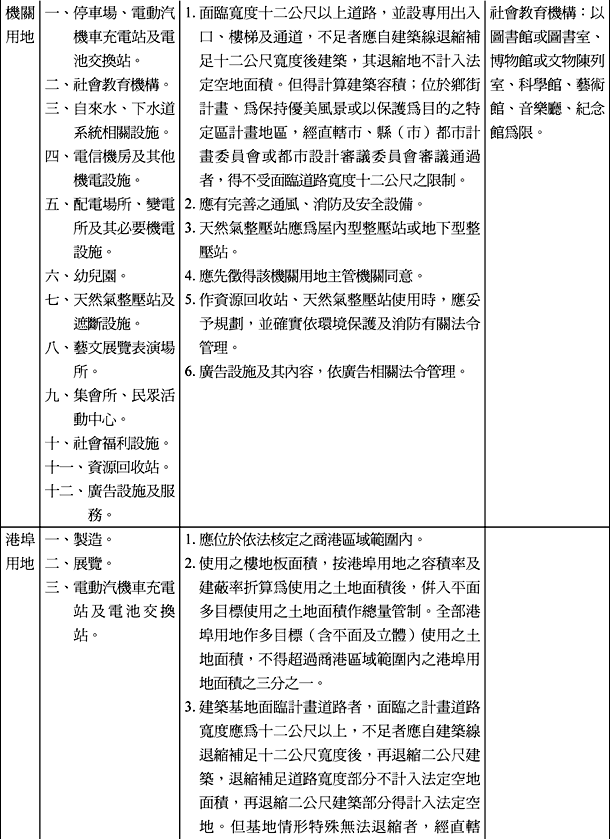 機關
用地
一、停車場、電動汽
機車充電站及電
池交換站。
二、社會教育機構。
三、自來水、下水道
系統相關設施。
四、電信機房及其他
機電設施。
五、配電場所、變電
所及其必要機電
設施。
六、幼兒園。
七、天然氣整壓站及
遮斷設施。
八、藝文展覽表演場
所。
九、集會所、民眾活
動中心。
十、社會福利設施。
十一、資源回收站。
十二、廣告設施及服
務。
1. 面臨寬度十二公尺以上道路，並設專用出入
口、樓梯及通道，不足者應自建築線退縮補
足十二公尺寬度後建築，其退縮地不計入法
定空地面積。但得計算建築容積；位於鄉街
計畫、為保持優美風景或以保護為目的之特
定區計畫地區，經直轄市、縣（市）都市計
畫委員會或都市設計審議委員會審議通過
者，得不受面臨道路寬度十二公尺之限制。
2. 應有完善之通風、消防及安全設備。
3. 天然氣整壓站應為屋內型整壓站或地下型整
壓站。
4. 應先徵得該機關用地主管機關同意。
5. 作資源回收站、天然氣整壓站使用時，應妥
予規劃，並確實依環境保護及消防有關法令
管理。
6. 廣告設施及其內容，依廣告相關法令管理。
社會教育機構：以
圖書館或圖書室、
博物館或文物陳列
室、科學館、藝術
館、音樂廳、紀念
館為限。
港埠
用地
一、製造。
二、展覽。
三、電動汽機車充電
站及電池交換
站。
1. 應位於依法核定之商港區域範圍內。
2. 使用之樓地板面積，按港埠用地之容積率及
建蔽率折算為使用之土地面積後，併入平面
多目標使用之土地面積作總量管制。全部港
埠用地作多目標（含平面及立體）使用之土
地面積，不得超過商港區域範圍內之港埠用
地面積之三分之一。
3. 建築基地面臨計畫道路者，面臨之計畫道路
寬度應為十二公尺以上，不足者應自建築線
退縮補足十二公尺寬度後，再退縮二公尺建
築，退縮補足道路寬度部分不計入法定空地
面積，再退縮二公尺建築部分得計入法定空
地。但基地情形特殊無法退縮者，經直轄